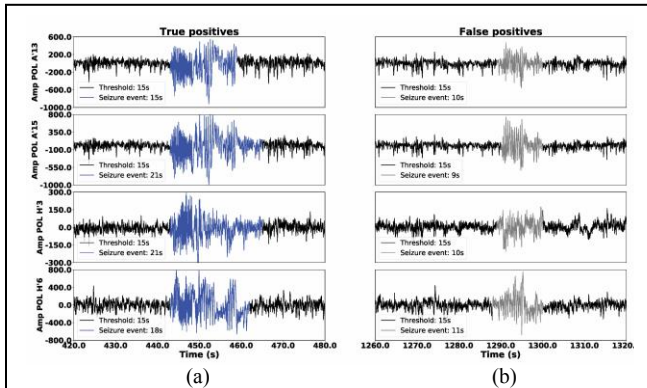 True positives
600.0
200.0
-200.0
-600.0
-1000.0
Amp POL A'13
Threshold: 15s
Seizure event: 15s
800.0
350.0
-100.0
-550.0
-1000.0
Amp POL A'15
Threshold: 15s
Seizure event: 21s
300.0
150.0
0.0
-150.0
-300.0
Amp POL H'3
Threshold: 15s
Seizure event: 21s
800.0
400.0
0.0
-400.0
-800.0
Amp POL H'6
Threshold: 15s
Seizure event: 18s
420.0 430.0 440.0 450.0 460.0 470.0 480.0
Time (s)
(a)
False positives
Threshold: 15s
Seizure event: 10s
Threshold: 15s
Seizure event: 9s
Threshold: 15s
Seizure event: 10s
Threshold: 15s
Seizure event: 11s
1260.0 1270.0 1280.0 1290.0 1300.0 1310.0 1320.
Time (s)
(b)